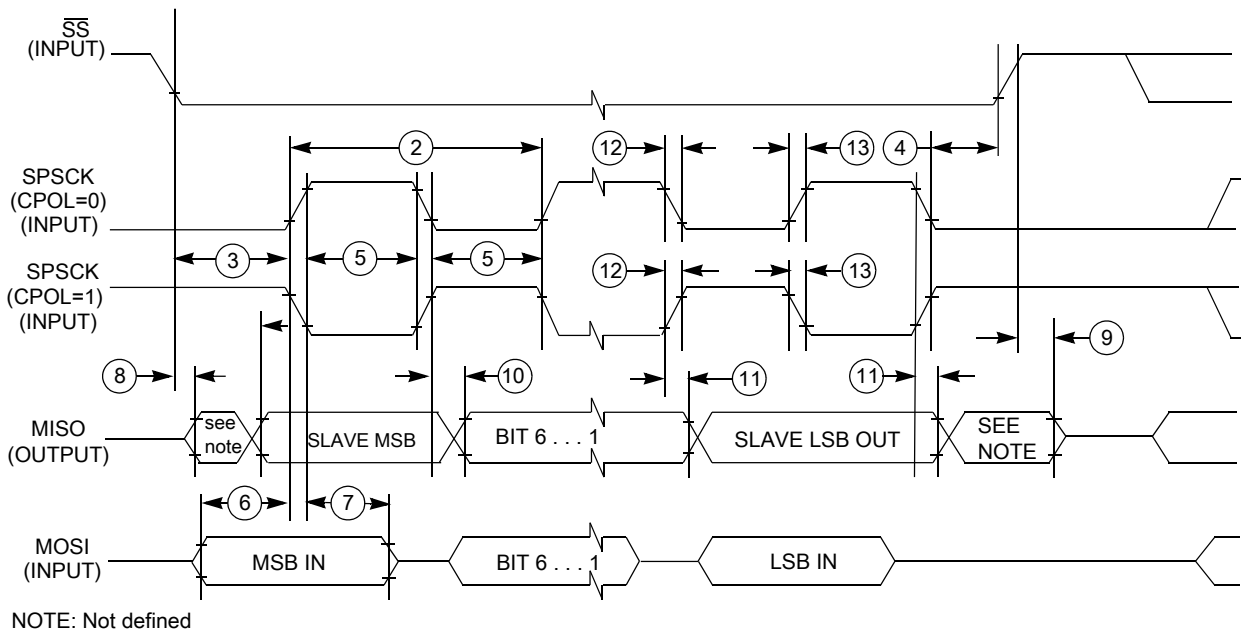 SS
(INPUT)
2
12
13
4
SPSCK
(CPOL=0)
(INPUT)
3
5
5
SPSCK
(CPOL=1)
(INPUT)
12
13
8
10
11
11
9
MISO
(OUTPUT)
see
note
SLAVE MSB
BIT 6 . . . 1
SLAVE LSB OUT
SEE
NOTE
6
7
MOSI
(INPUT)
MSB IN
BIT 6 . . . 1
LSB IN
NOTE: Not defined